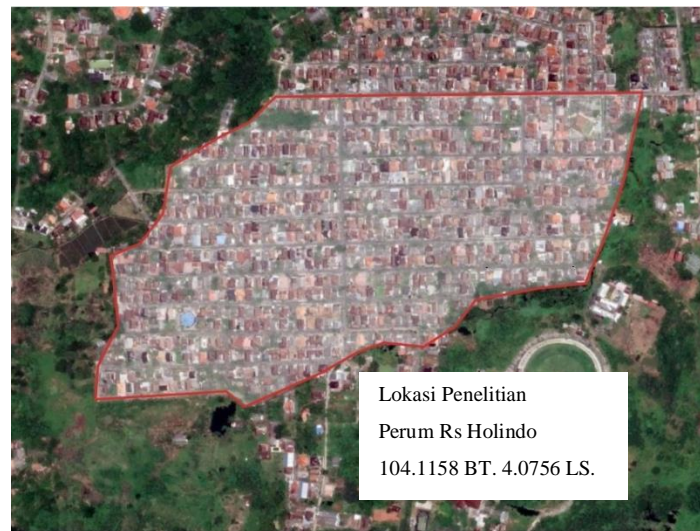 Lokasi Penelitian
Perum Rs Holindo
104.1158 BT. 4.0756 LS.